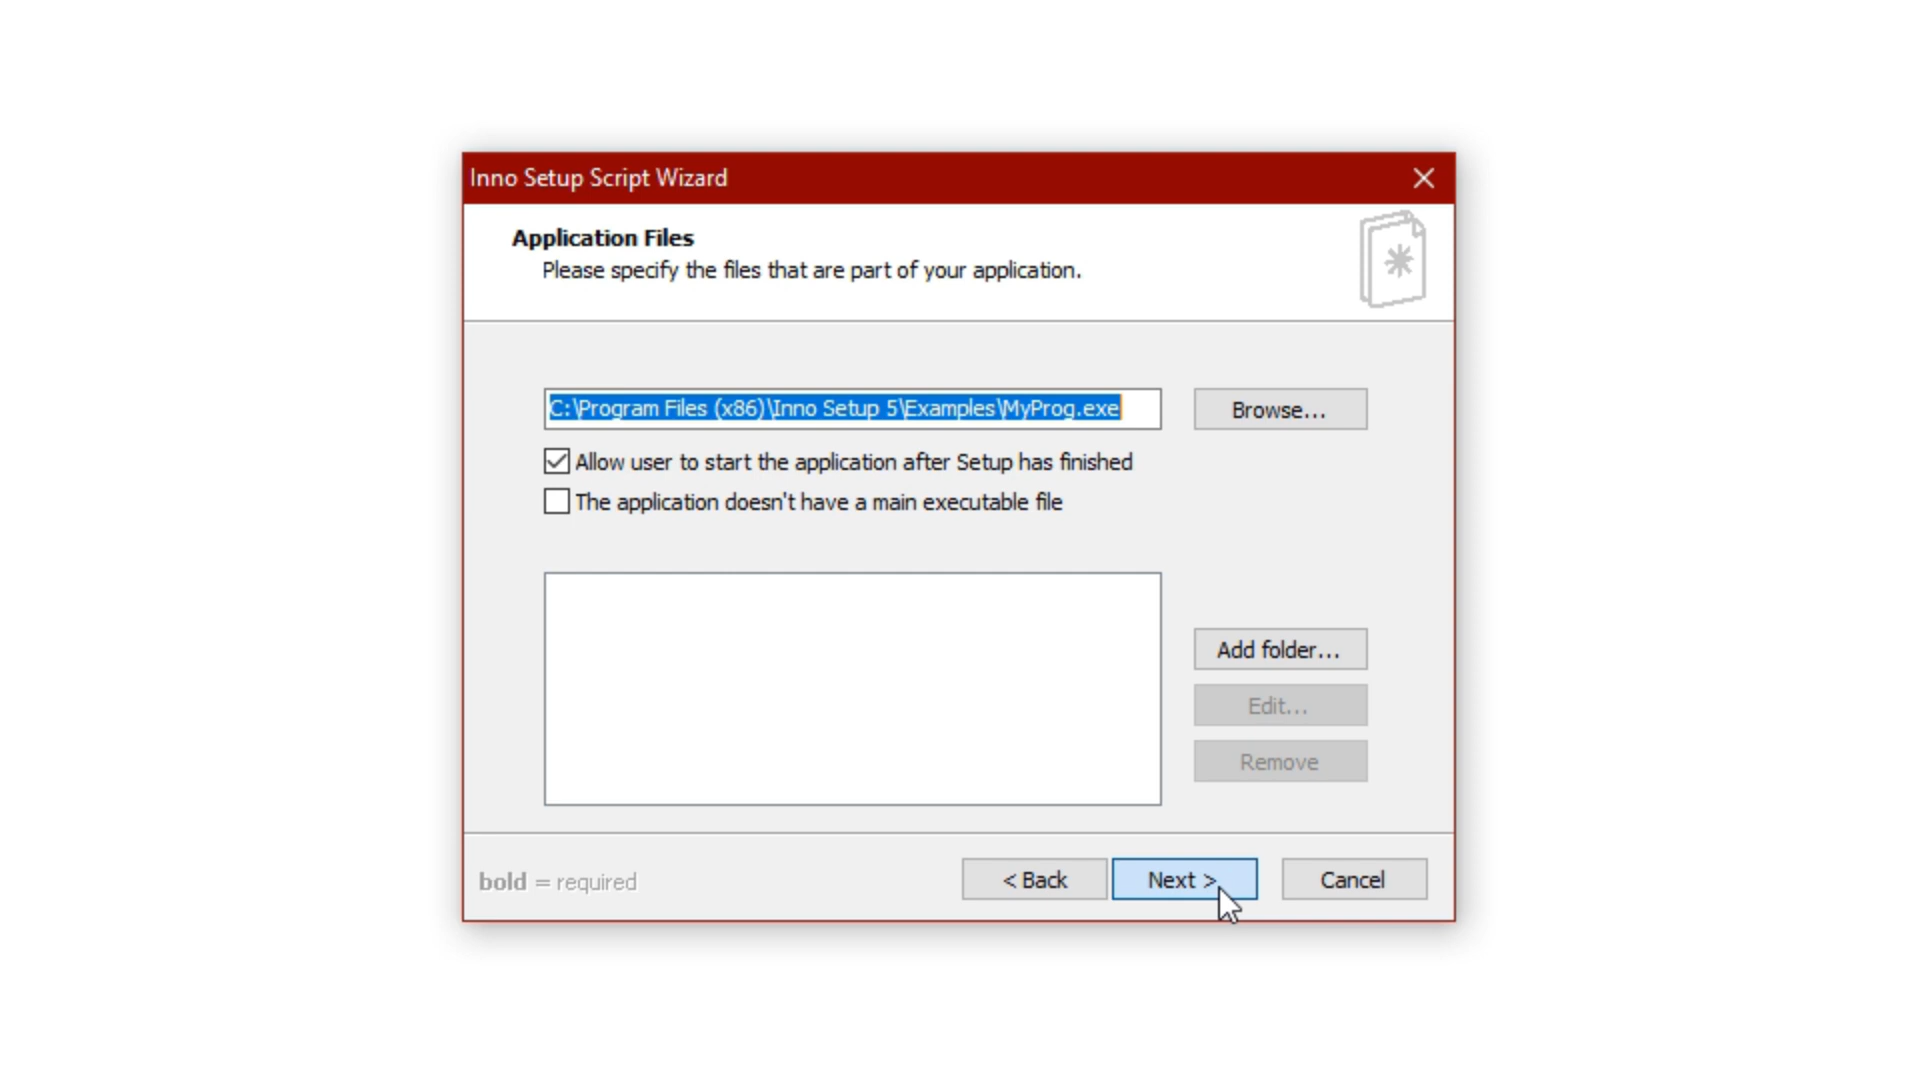 Inno Setup Script Wizard
Application Files
Please specify the files that are part of your application.
C:\Program Files (x86)\Inno Setup 5\Examples\MyProg.exe
Browse...
Allow user to start the application after Setup has finished
The application doesn't have a main executable file
Add folder...
Edit...
Remove
bold = required
< Back
Next >
Cancel